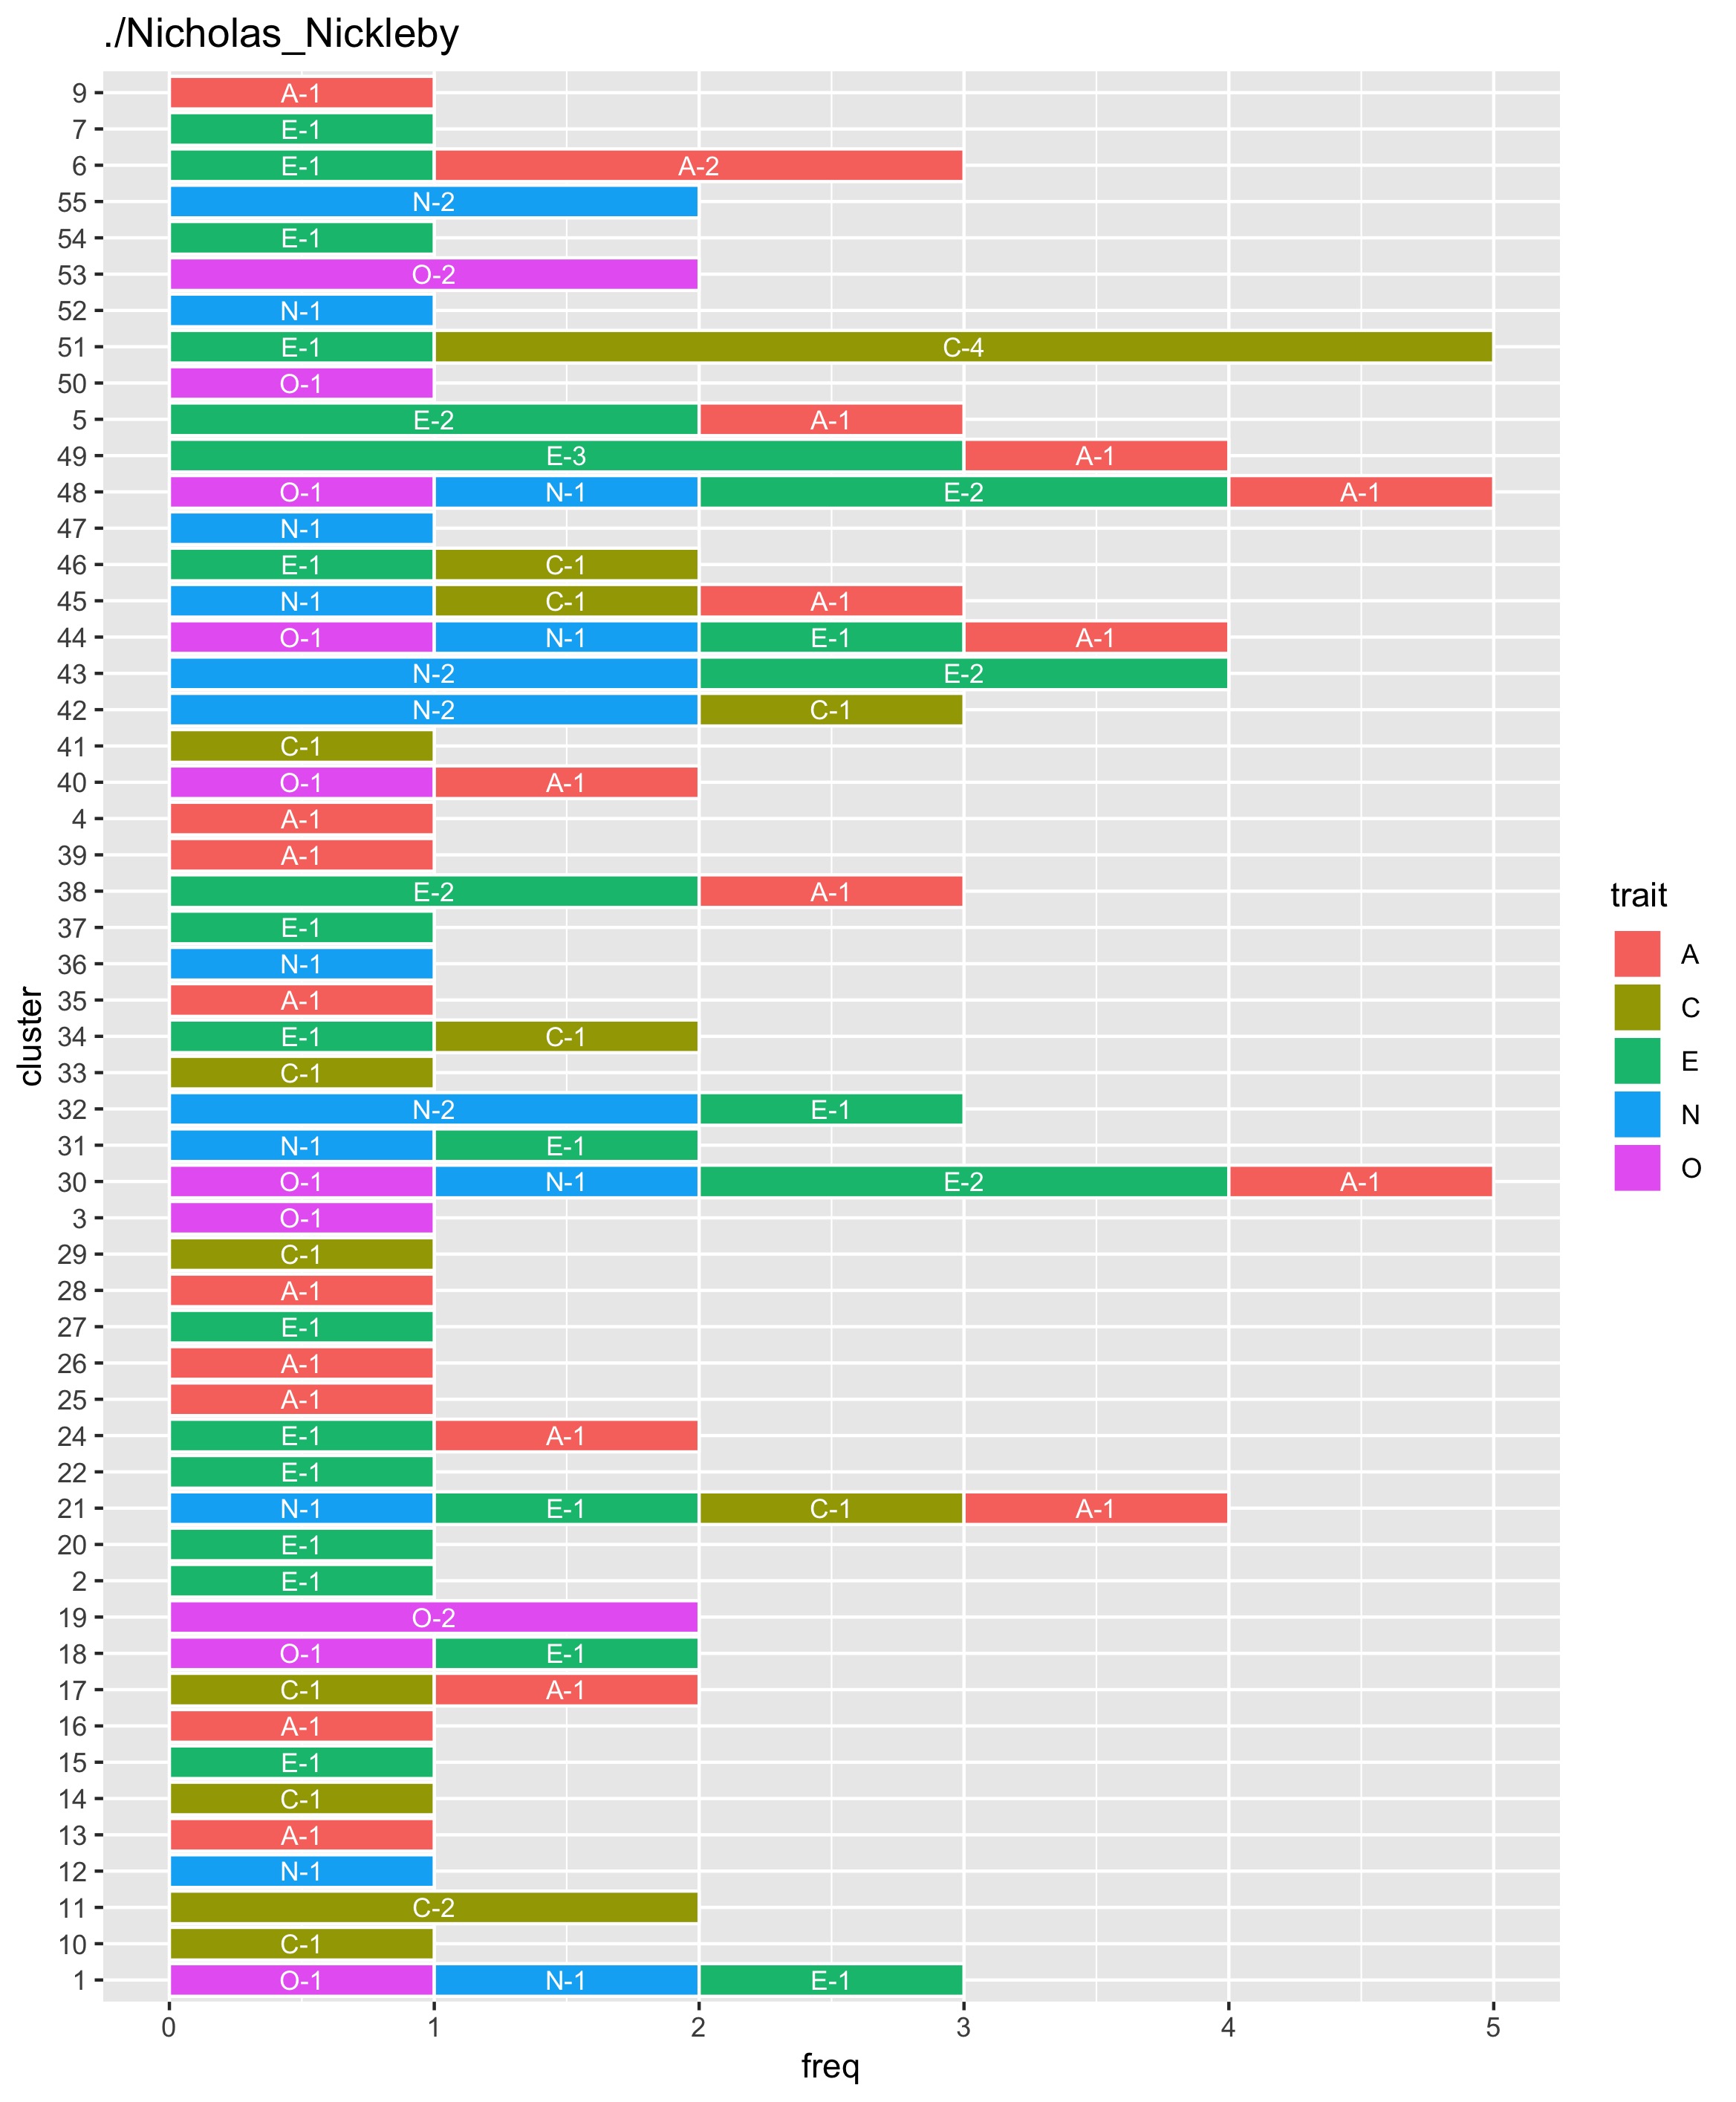 ./Nicholas_Nickleby
9 A-1
7 E-1
6 E-1 A-2
55 N-2
54 E-1
53 O-2
52 N-1
51 E-1 C-4
50 O-1
5 E-2 A-1
49 E-3 A-1
48 O-1 N-1 E-2 A-1
47 N-1
46 E-1 C-1
45 N-1 C-1 A-1
44 O-1 N-1 E-1 A-1
43 N-2 E-2
42 N-2 C-1
41 C-1
40 O-1 A-1
4 A-1
39 A-1
38 E-2 A-1
37 E-1
36 N-1
35 A-1
34 E-1 C-1
33 C-1
32 N-2 E-1
31 N-1 E-1
30 O-1 N-1 E-2 A-1
3 O-1
29 C-1
28 A-1
27 E-1
26 A-1
25 A-1
24 E-1 A-1
22 E-1
21 N-1 E-1 C-1 A-1
20 E-1
2 E-1
19 O-2
18 O-1 E-1
17 C-1 A-1
16 A-1
15 E-1
14 C-1
13 A-1
12 N-1
11 C-2
10 C-1
1 O-1 N-1 E-1
0 1 2 3 4 5
freq
cluster
trait
A
C
E
N
O